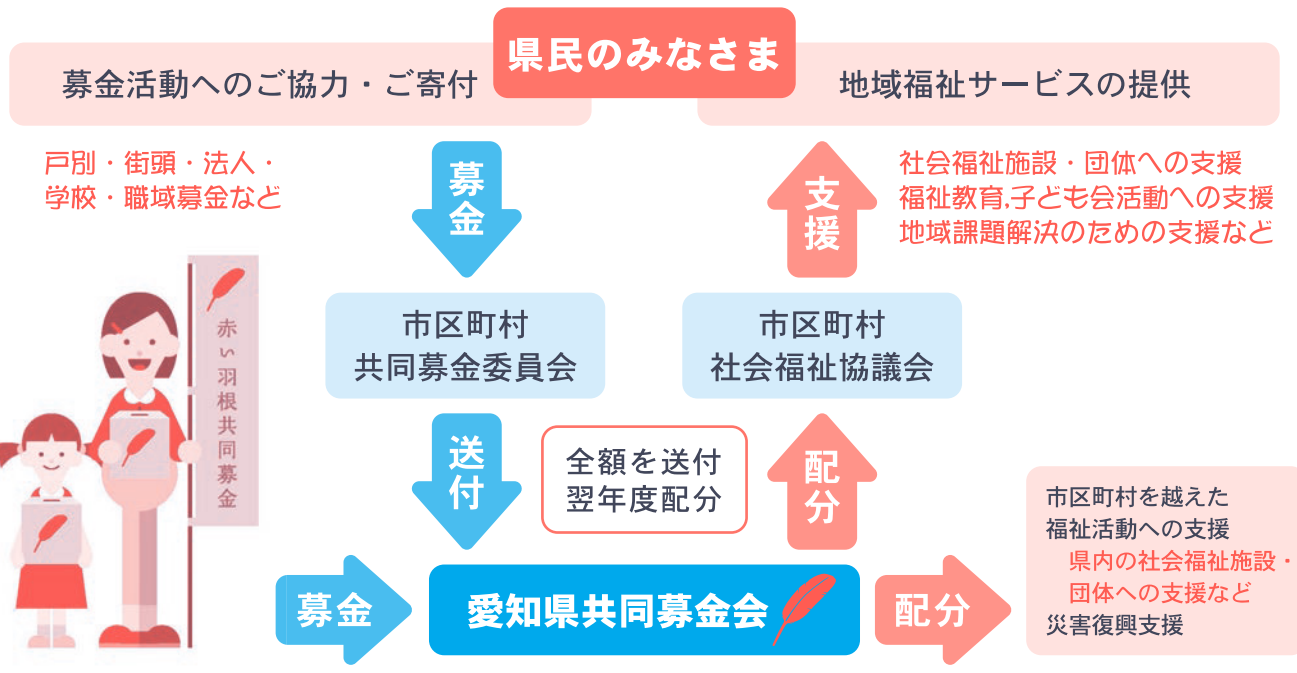 県民のみなさま
募金活動へのご協力・ご寄付
地域福祉サービスの提供
戸別・街頭・法人・
学校・職域募金など
募金
支援
社会福祉施設・団体への支援
福祉教育,子ども会活動への支援
地域課題解決のための支援など
赤い羽根共同募金
市区町村
共同募金委員会
市区町村
社会福祉協議会
送付
全額を送付
翌年度配分
配分
募金
愛知県共同募金会
配分
市区町村を越えた
福祉活動への支援
県内の社会福祉施設・
団体への支援など
災害復興支援